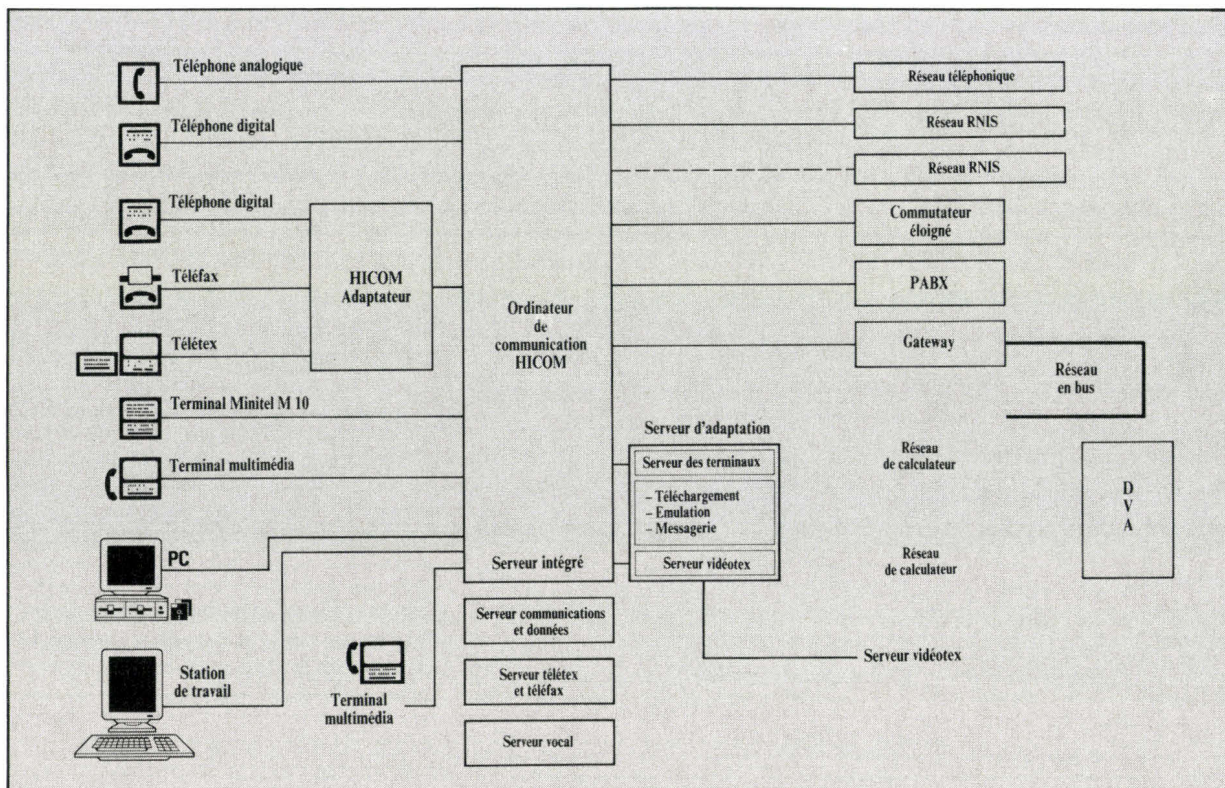 Téléphone analogique
Téléphone digital
Téléphone digital
Téléfax
Télétex
Terminal Minitel M 10
Terminal multimédia
PC
Station
de travail
Terminal
multimédia
HICOM
Adaptateur
Ordinateur
de
communication
HICOM
Serveur intégré
Serveur communications
et données
Serveur télétex
et téléfax
Serveur vocal
Serveur d'adaptation
Serveur des terminaux
– Téléchargement
– Emulation
– Messagerie
Serveur vidéotex
Réseau téléphonique
Réseau RNIS
Réseau RNIS
Commutateur
éloigné
PABX
Gateway
Réseau
en bus
Réseau
de calculateur
Réseau
de calculateur
D
V
A
Serveur vidéotex